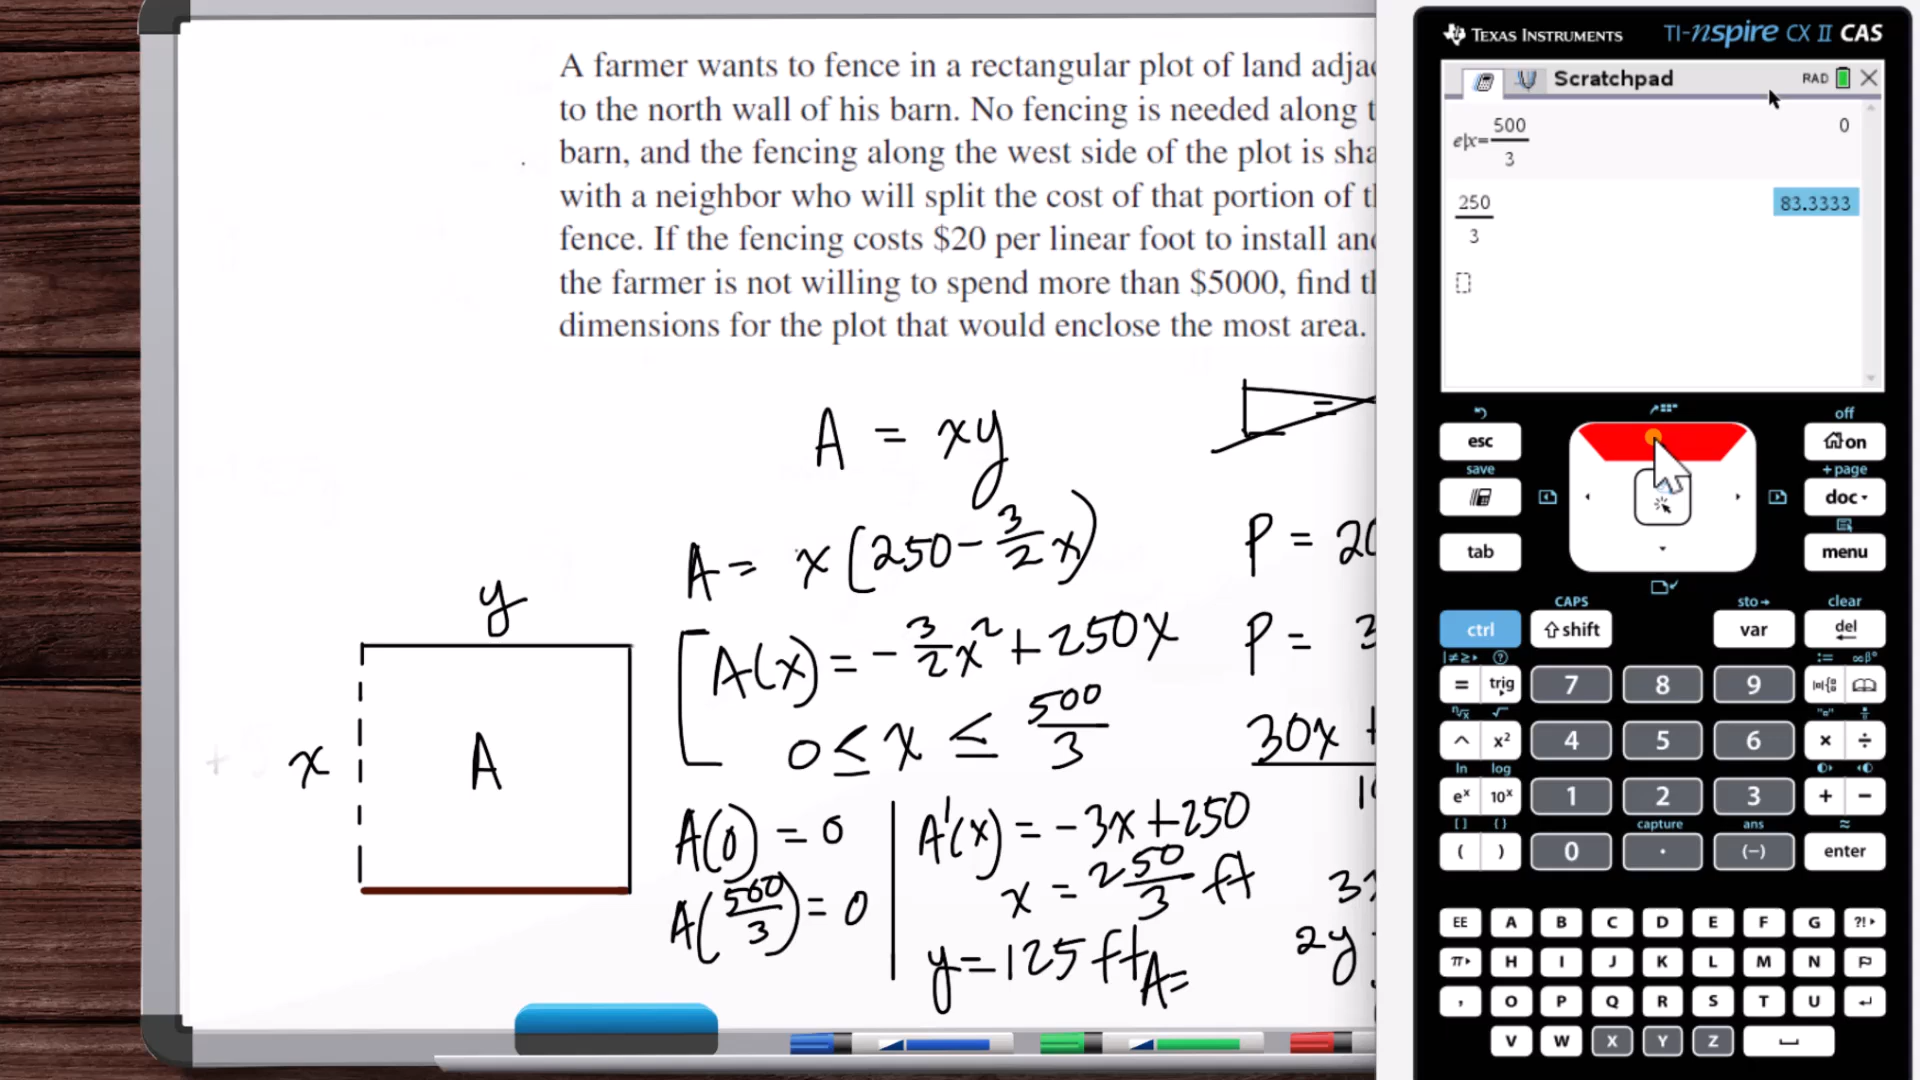 A farmer wants to fence in a rectangular plot of land adjac
to the north wall of his barn. No fencing is needed along t
barn, and the fencing along the west side of the plot is sha
with a neighbor who will split the cost of that portion of t
fence. If the fencing costs $20 per linear foot to install an
the farmer is not willing to spend more than $5000, find t
dimensions for the plot that would enclose the most area.
A = xy
A = x(250 - 3/2 x)
[A(x) = - 3/2 x² + 250x
0 ≤ x ≤ 500/3
A(0) = 0
A(500/3) = 0
A'(x) = -3x + 250
x = 250/3 ft
y = 125 ft
A =
y
x
A
P = 20
P = 3
30x +
1
3x
2y
TEXAS INSTRUMENTS TI-nspire CX II CAS
Scratchpad RAD
e|x=500/3 0
250/3 83.3333
off
esc on
save + page
doc
tab menu
CAPS sto→ clear
ctrl shift var del
|≠≥▸ ? := ∞β°
= trig 7 8 9
ⁿ√x √ "▫" ÷
^ x² 4 5 6 × ÷
ln log
eˣ 10ˣ 1 2 3 + −
[ ] { } capture ans ≈
( ) 0 . (−) enter
EE A B C D E F G ?!▸
π▸ H I J K L M N
, O P Q R S T U ↵
V W X Y Z